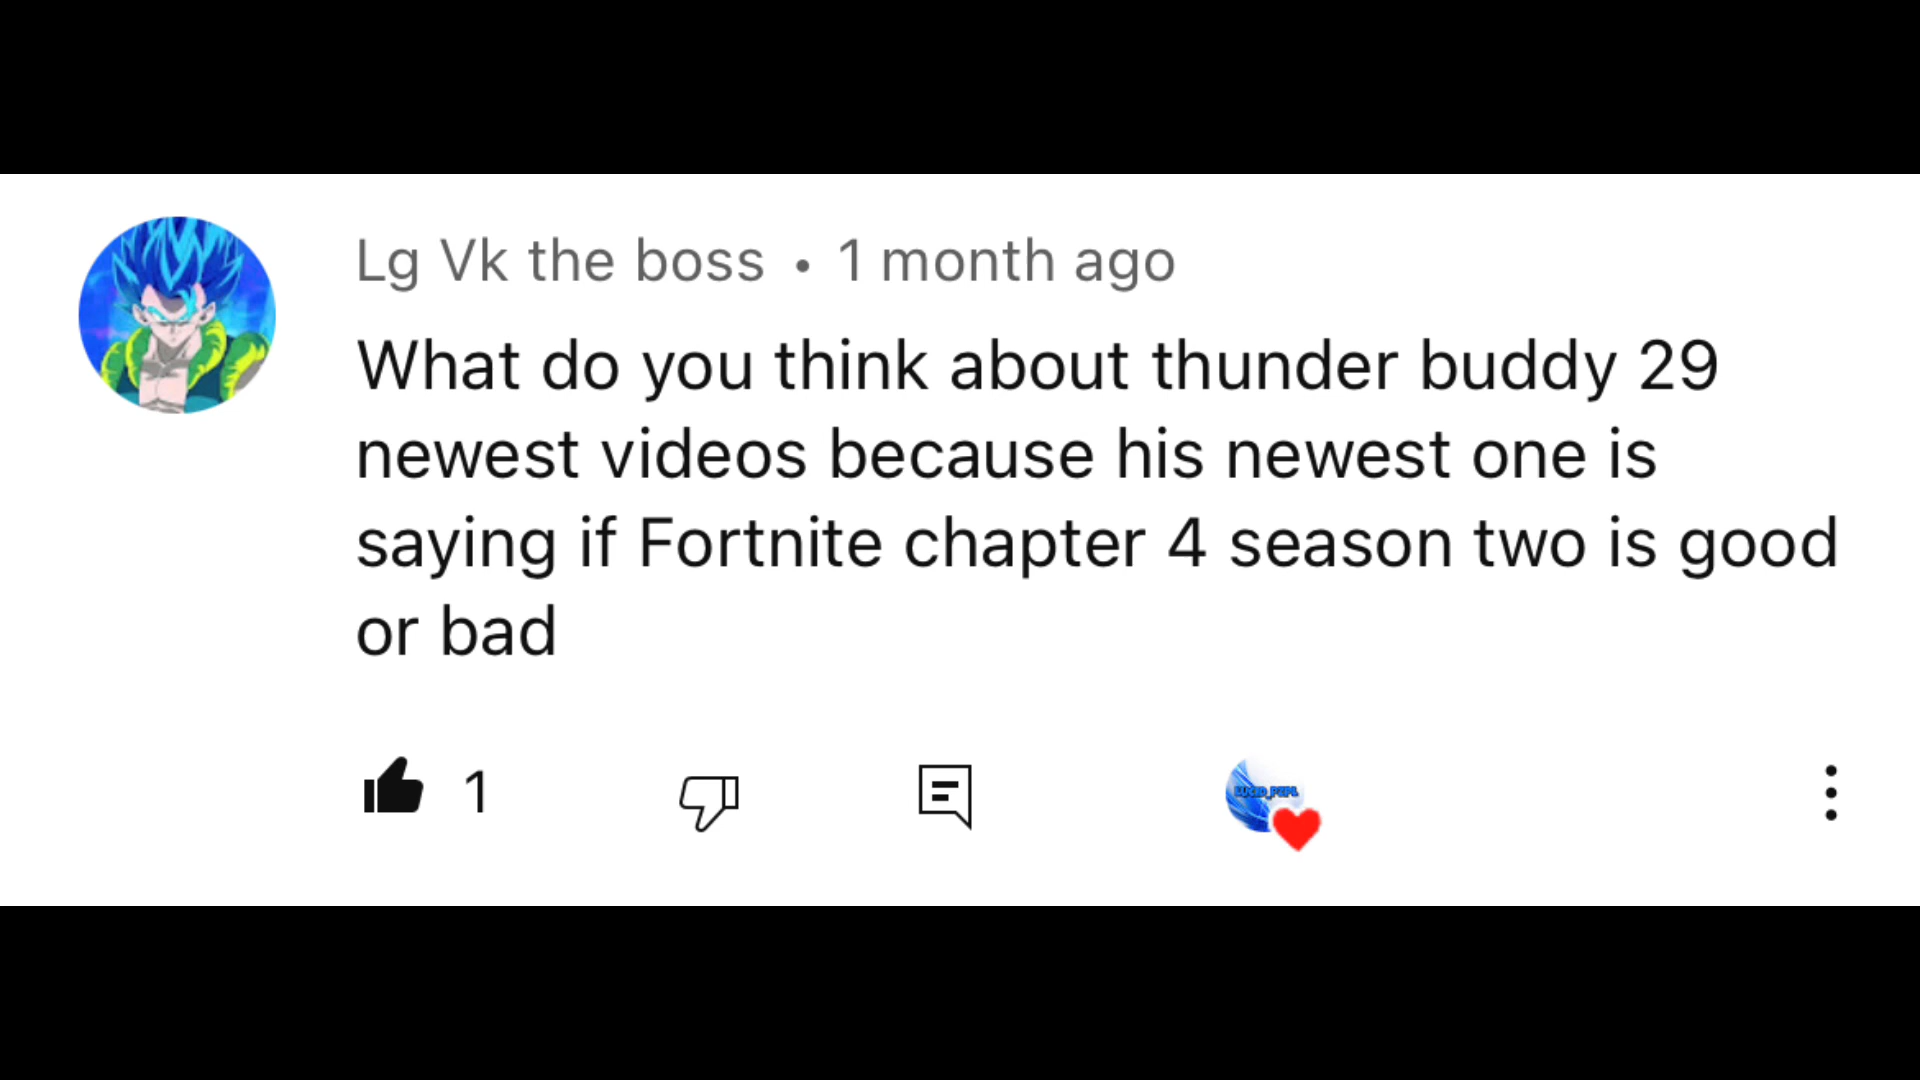 Lg Vk the boss • 1 month ago
What do you think about thunder buddy 29
newest videos because his newest one is
saying if Fortnite chapter 4 season two is good
or bad
1